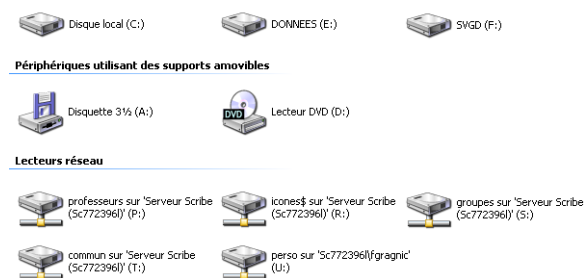 Disque local (C:)
DONNEES (E:)
SVGD (F:)
Périphériques utilisant des supports amovibles
Disquette 3½ (A:)
DVD
Lecteur DVD (D:)
Lecteurs réseau
professeurs sur 'Serveur Scribe
(Sc772396l)' (P:)
icones$ sur 'Serveur Scribe
(Sc772396l)' (R:)
groupes sur 'Serveur Scribe
(Sc772396l)' (S:)
commun sur 'Serveur Scribe
(Sc772396l)' (T:)
perso sur 'Sc772396l\fgragnic'
(U:)